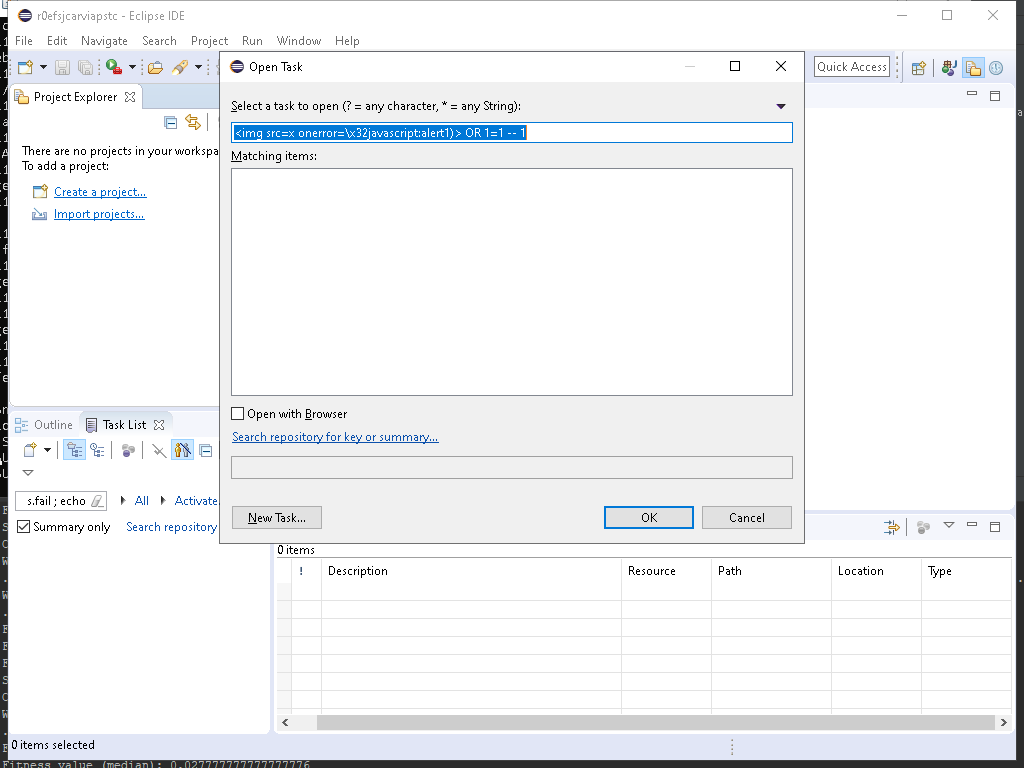 r0efsjcarviapstc - Eclipse IDE
File Edit Navigate Search Project Run Window Help
Quick Access
Open Task
Project Explorer
Select a task to open (? = any character, * = any String):
<img src=x onerror=\x32javascript:alert1)> OR 1=1 -- 1
Matching items:
There are no projects in your workspa
To add a project:
Create a project...
Import projects...
Open with Browser
Search repository for key or summary...
Outline
Task List
s.fail ; echo
All
Activate
Summary only
Search repository
New Task...
OK
Cancel
0 items
! Description Resource Path Location Type
0 items selected
Fitness value (median): 0.027777777777777776